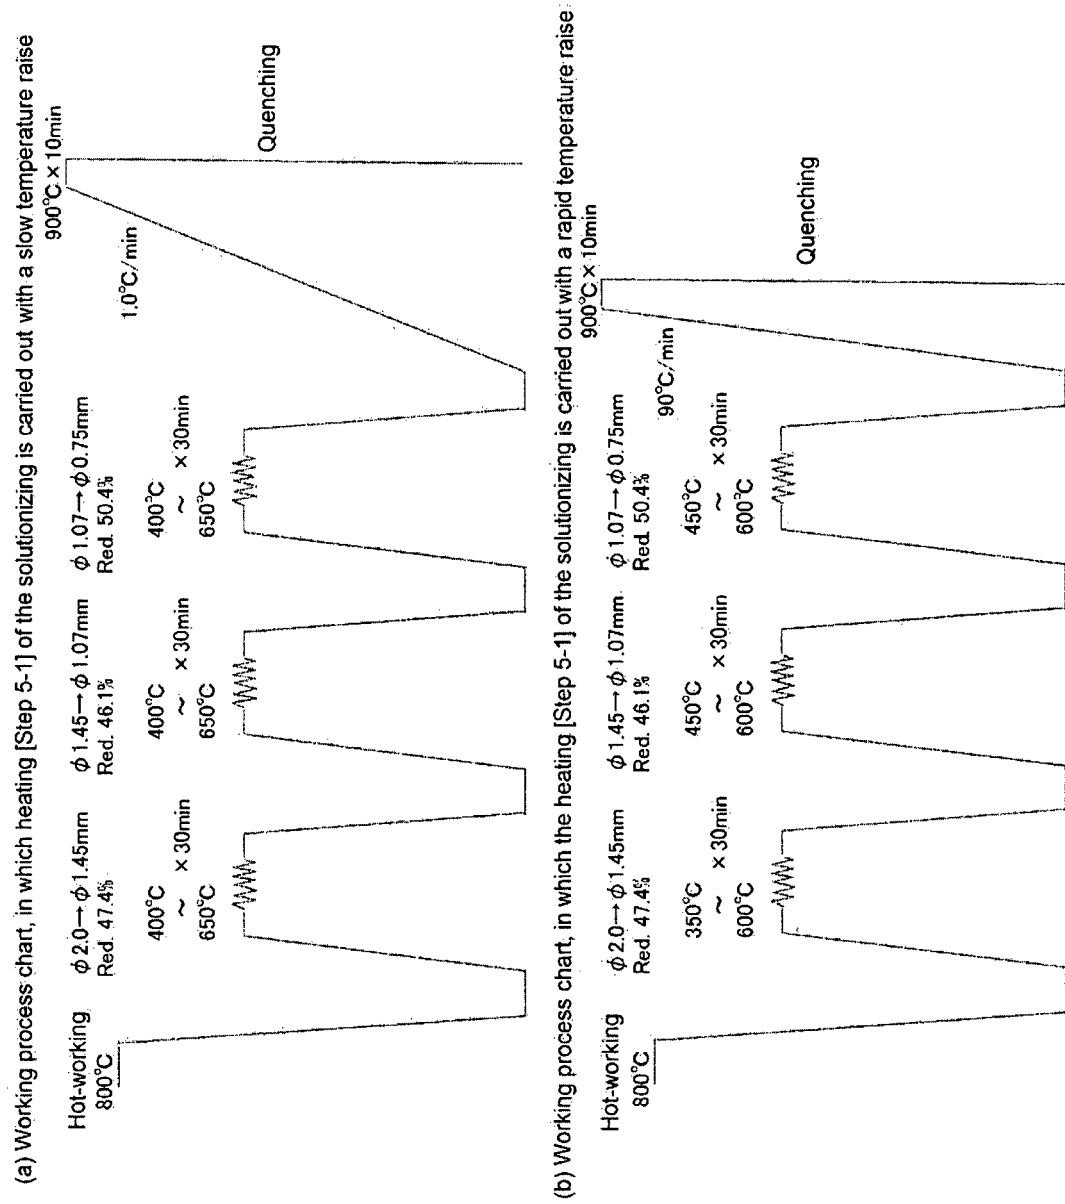 (a) Working process chart, in which heating [Step 5-1] of the solutionizing is carried out with a slow temperature raise
Hot-working
800°C
φ2.0→φ1.45mm
Red. 47.4%
400°C
~ ×30min
650°C
φ1.45→φ1.07mm
Red. 46.1%
400°C
~ ×30min
650°C
φ1.07→φ0.75mm
Red. 50.4%
400°C
~ ×30min
650°C
1.0°C/min
900°C×10min
Quenching
(b) Working process chart, in which the heating [Step 5-1] of the solutionizing is carried out with a rapid temperature raise
Hot-working
800°C
φ2.0→φ1.45mm
Red. 47.4%
350°C
~ ×30min
600°C
φ1.45→φ1.07mm
Red. 46.1%
450°C
~ ×30min
600°C
φ1.07→φ0.75mm
Red. 50.4%
450°C
~ ×30min
600°C
90°C/min
900°C×10min
Quenching